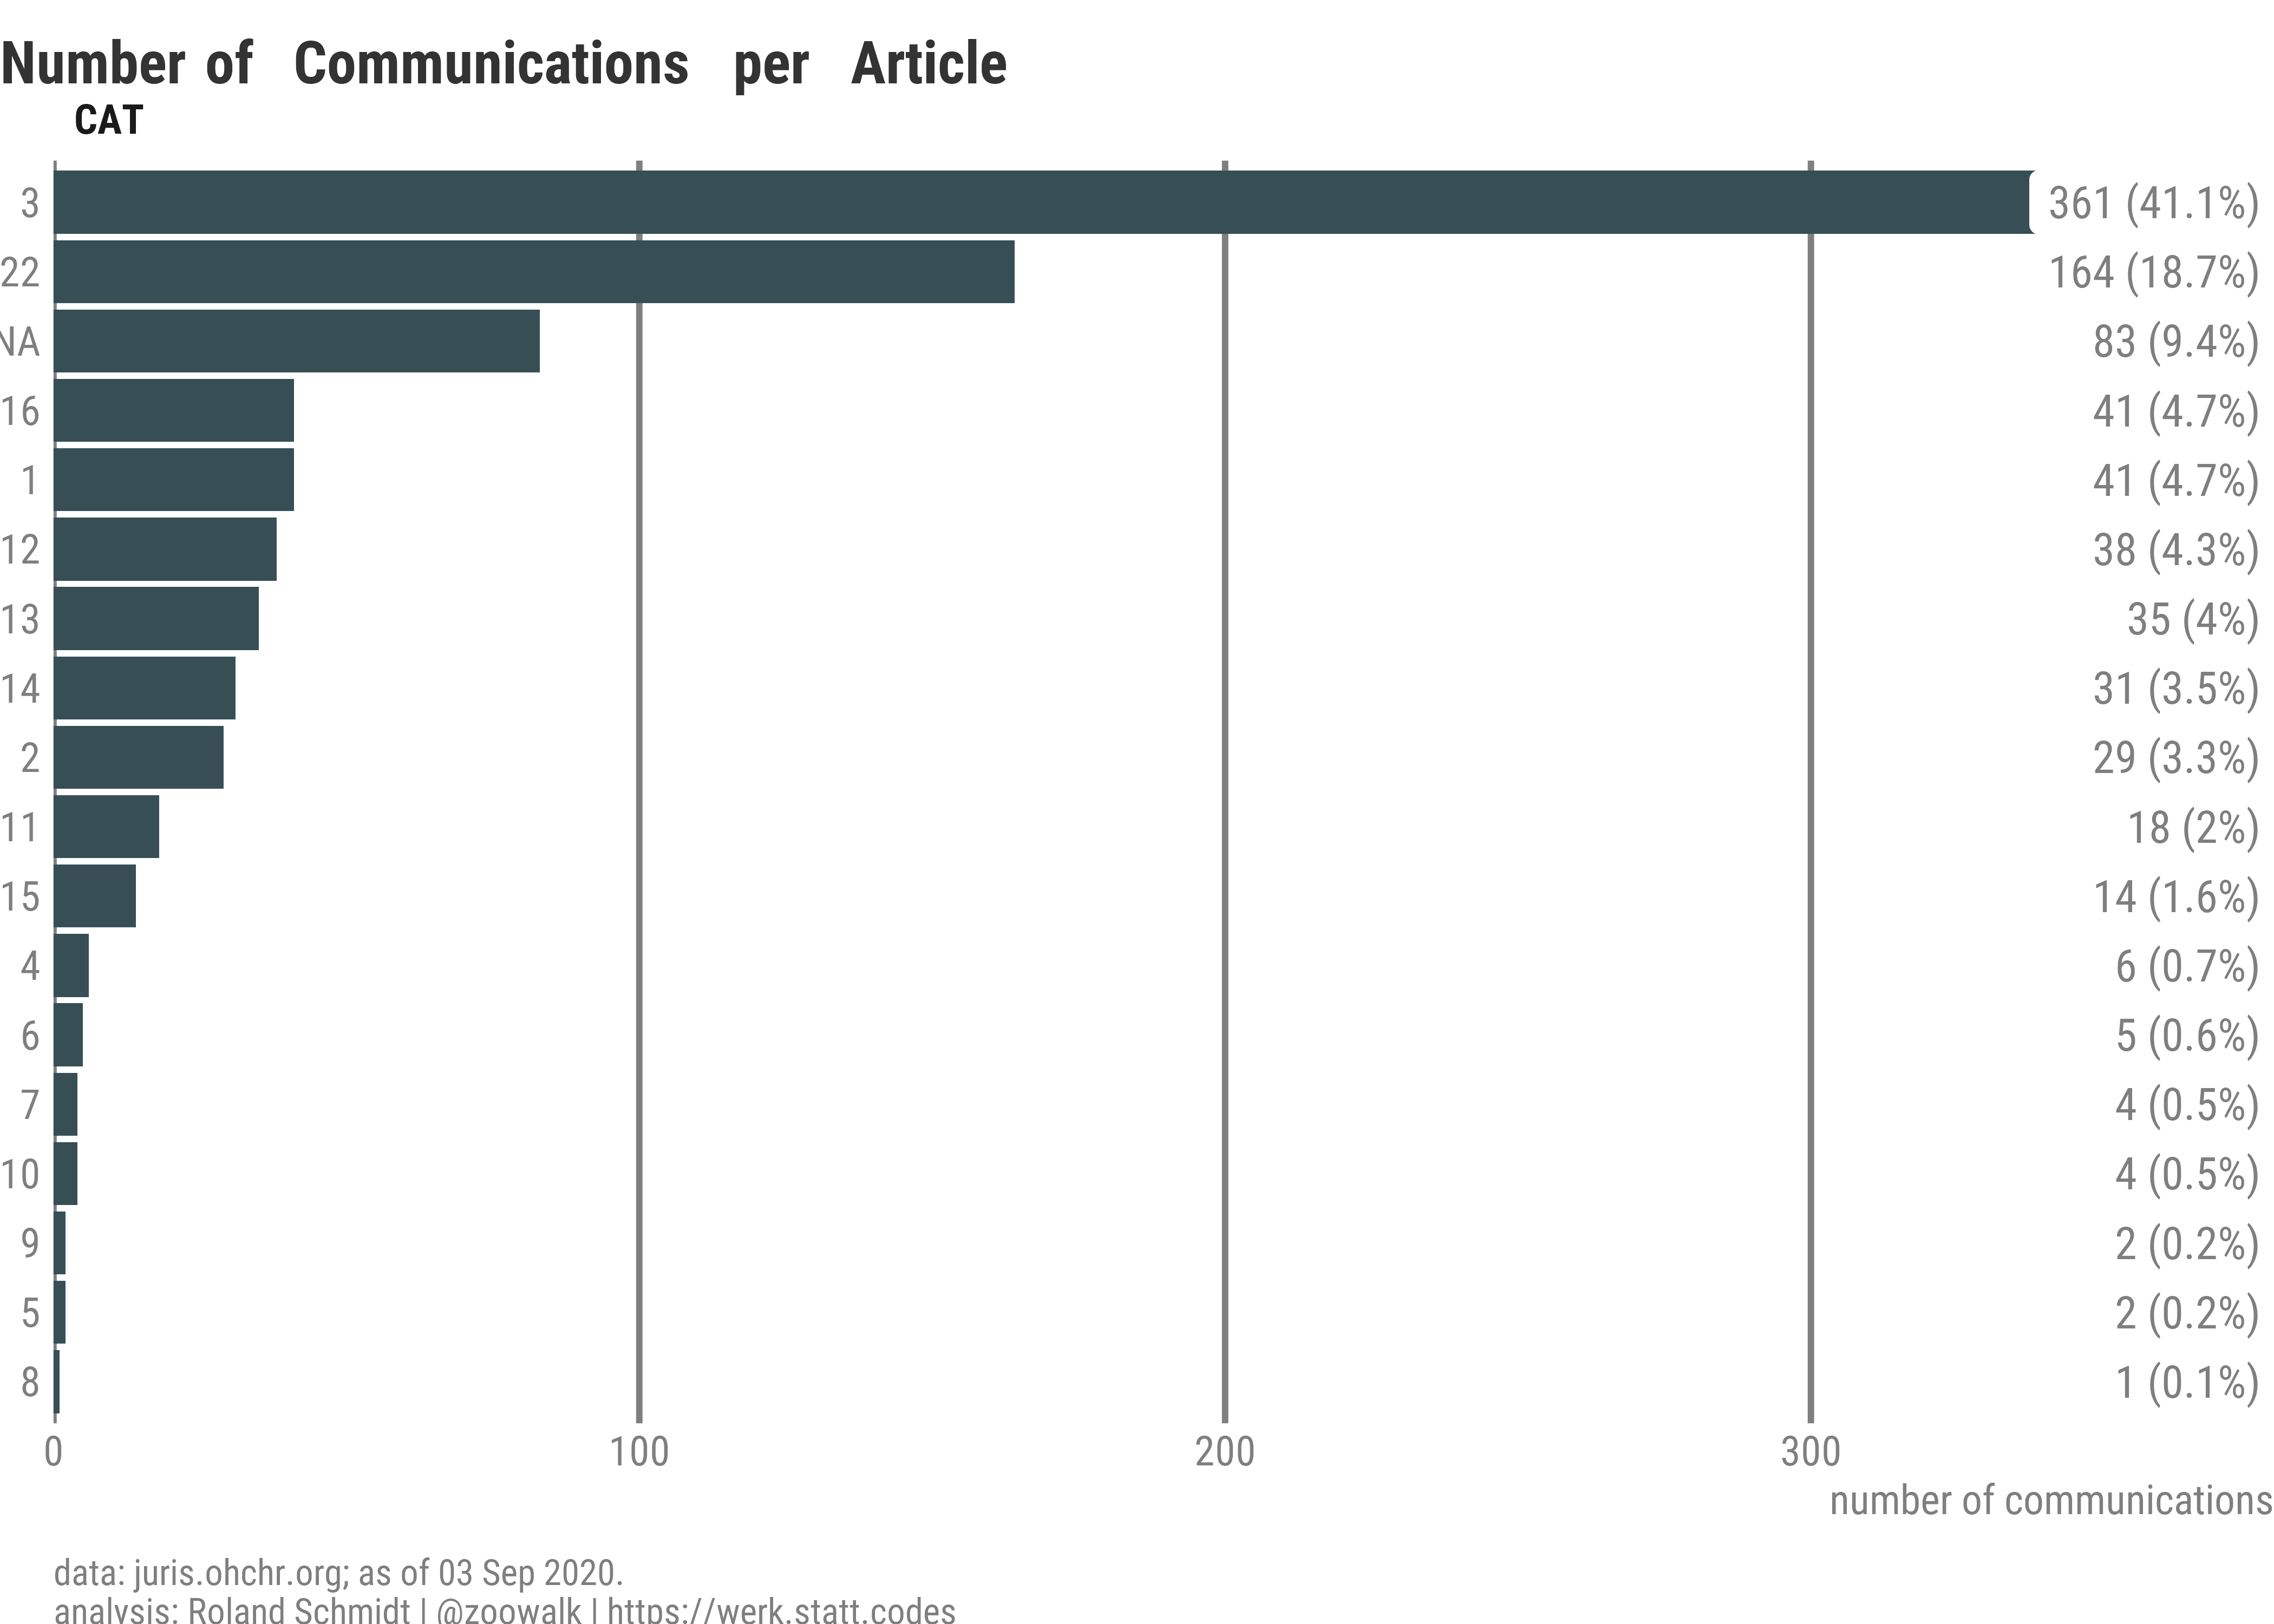 Number of Communications per Article
CAT
3 361 (41.1%)
22 164 (18.7%)
NA 83 (9.4%)
16 41 (4.7%)
1 41 (4.7%)
12 38 (4.3%)
13 35 (4%)
14 31 (3.5%)
2 29 (3.3%)
11 18 (2%)
15 14 (1.6%)
4 6 (0.7%)
6 5 (0.6%)
7 4 (0.5%)
10 4 (0.5%)
9 2 (0.2%)
5 2 (0.2%)
8 1 (0.1%)
0 100 200 300
number of communications
data: juris.ohchr.org; as of 03 Sep 2020.
analysis: Roland Schmidt | @zoowalk | https://werk.statt.codes